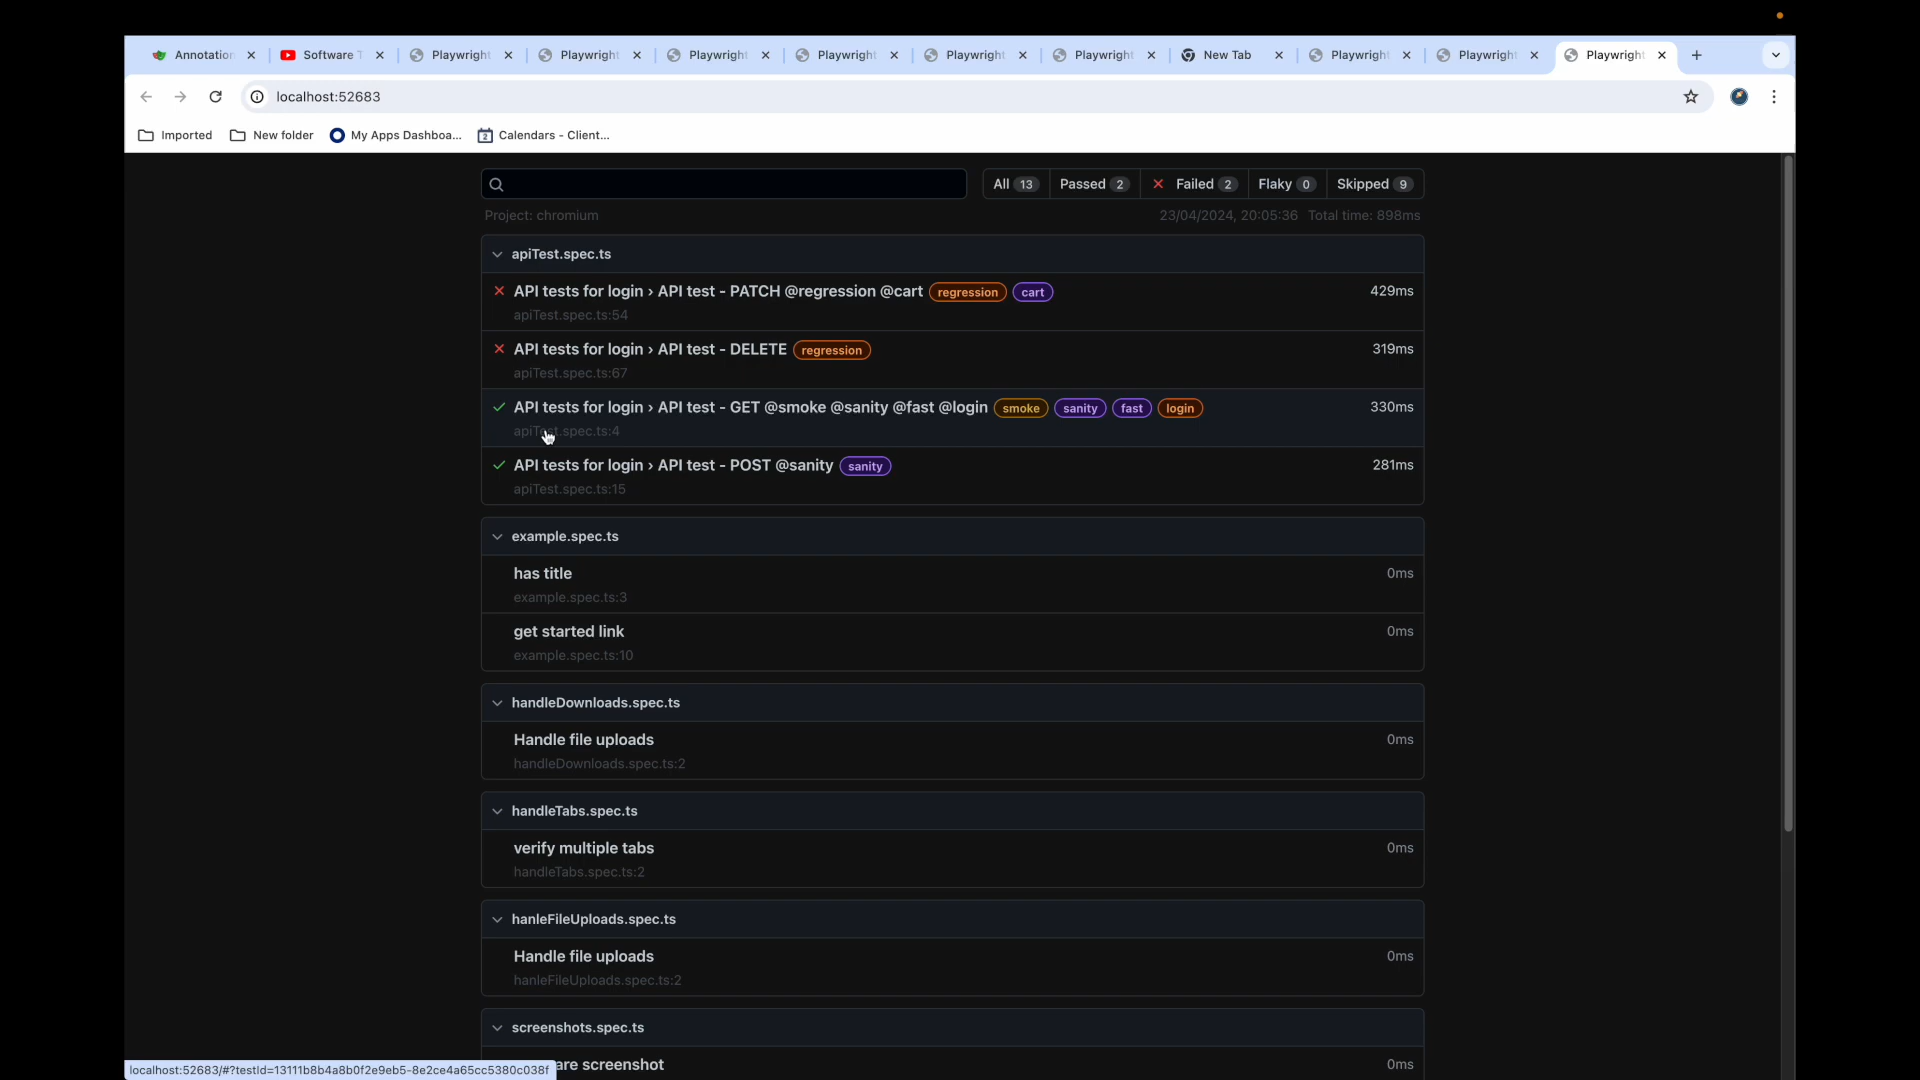 Annotation
Software T
Playwright
Playwright
Playwright
Playwright
Playwright
Playwright
New Tab
Playwright
Playwright
Playwright
localhost:52683
Imported
New folder
My Apps Dashboa...
Calendars - Client...
All 13
Passed 2
Failed 2
Flaky 0
Skipped 9
Project: chromium
23/04/2024, 20:05:36 Total time: 898ms
apiTest.spec.ts
API tests for login › API test - PATCH @regression @cart regression cart 429ms
apiTest.spec.ts:54
API tests for login › API test - DELETE regression 319ms
apiTest.spec.ts:67
API tests for login › API test - GET @smoke @sanity @fast @login smoke sanity fast login 330ms
apiTest.spec.ts:4
API tests for login › API test - POST @sanity sanity 281ms
apiTest.spec.ts:15
example.spec.ts
has title 0ms
example.spec.ts:3
get started link 0ms
example.spec.ts:10
handleDownloads.spec.ts
Handle file uploads 0ms
handleDownloads.spec.ts:2
handleTabs.spec.ts
verify multiple tabs 0ms
handleTabs.spec.ts:2
hanleFileUploads.spec.ts
Handle file uploads 0ms
hanleFileUploads.spec.ts:2
screenshots.spec.ts
are screenshot 0ms
localhost:52683/#?testId=13111b8b4a8b0f2e9eb5-8e2ce4a65cc5380c038f